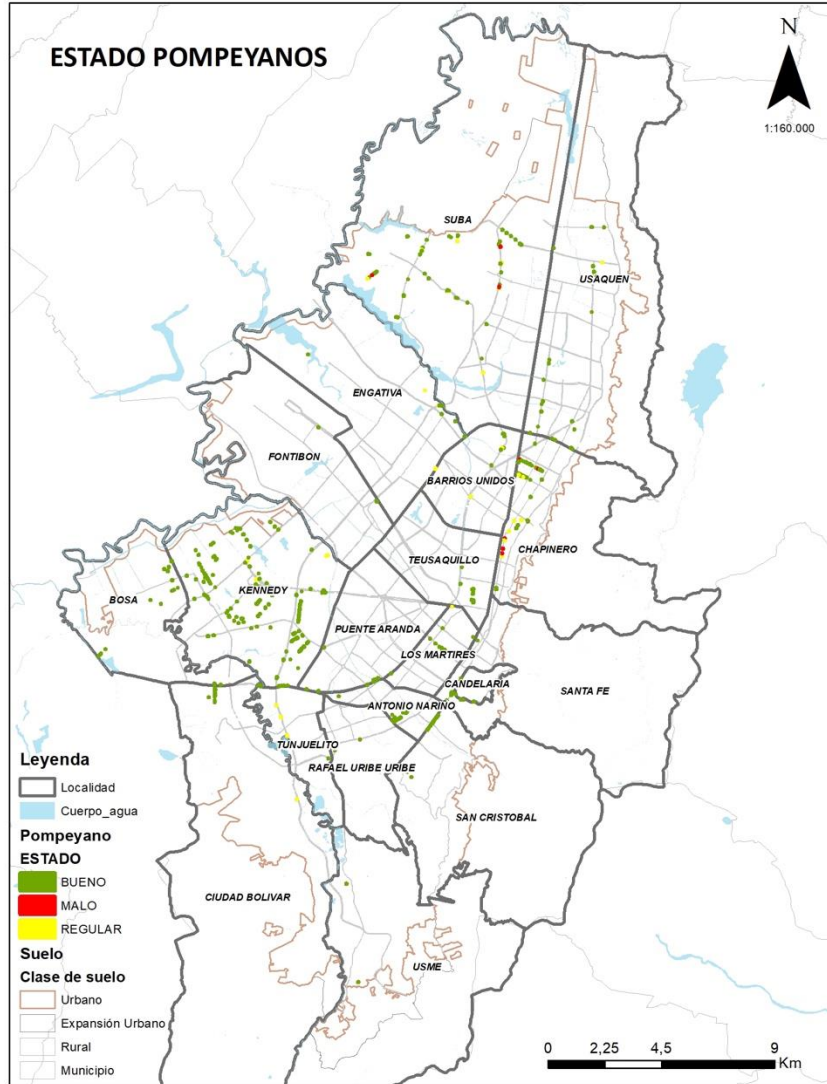 ESTADO POMPEYANOS
N
1:160.000
SUBA
USAQUEN
ENGATIVA
FONTIBON
BARRIOS UNIDOS
TEUSAQUILLO
CHAPINERO
BOSA
KENNEDY
PUENTE ARANDA
LOS MARTIRES
CANDELARIA
SANTA FE
ANTONIO NARIÑO
TUNJUELITO
RAFAEL URIBE URIBE
SAN CRISTOBAL
CIUDAD BOLIVAR
USME
Leyenda
Localidad
Cuerpo_agua
Pompeyano
ESTADO
BUENO
MALO
REGULAR
Suelo
Clase de suelo
Urbano
Expansión Urbano
Rural
Municipio
0 2,25 4,5 9
Km